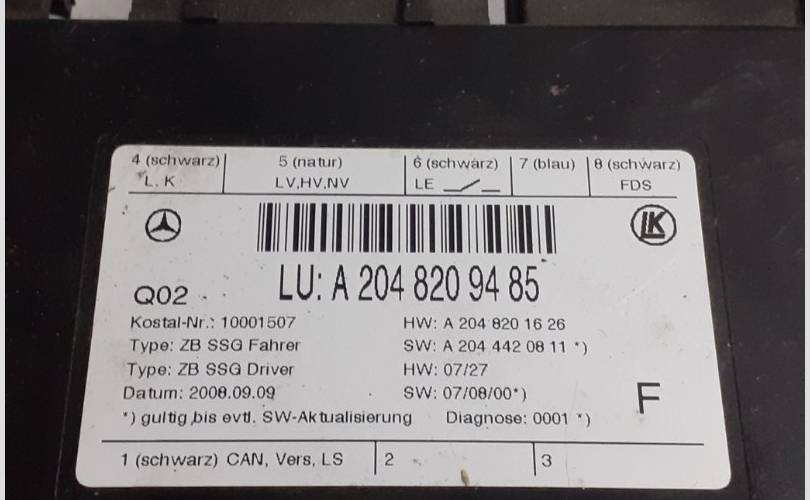 4 (schwarz) 5 (natur) 6 (schwarz) 7 (blau) 8 (schwarz)
L, K LV,HV,NV LE FDS
LK
LU: A 204 820 94 85
Q02
Kostal-Nr.: 10001507 HW: A 204 820 16 26
Type: ZB SSG Fahrer SW: A 204 442 08 11 *)
Type: ZB SSG Driver HW: 07/27
Datum: 2008.09.09 SW: 07/08/00*)
F
*) gultig bis evtl. SW-Aktualisierung Diagnose: 0001 *)
1 (schwarz) CAN, Vers, LS 2 3